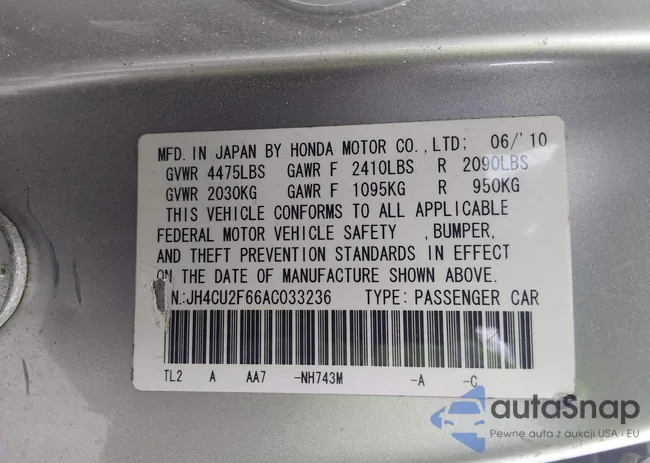 MFD. IN JAPAN BY HONDA MOTOR CO.,LTD; 06/'10
GVWR 4475LBS GAWR F 2410LBS R 2090LBS
GVWR 2030KG GAWR F 1095KG R 950KG
THIS VEHICLE CONFORMS TO ALL APPLICABLE
FEDERAL MOTOR VEHICLE SAFETY ,BUMPER,
AND THEFT PREVENTION STANDARDS IN EFFECT
ON THE DATE OF MANUFACTURE SHOWN ABOVE.
N.:JH4CU2F66AC033236 TYPE: PASSENGER CAR
TL2 A AA7 -NH743M -A -C
autaSnap
Pewne auta z aukcji USA i EU